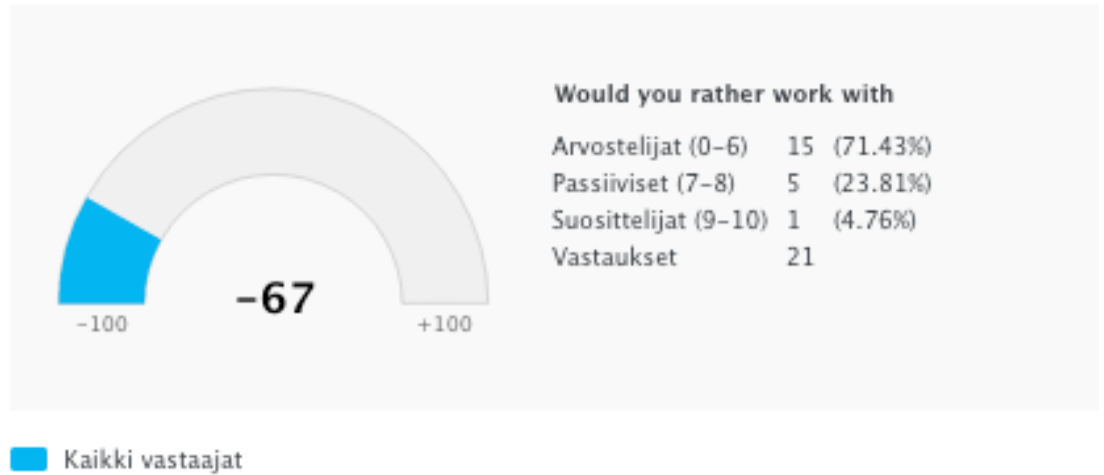 Would you rather work with
Arvostelijat (0–6) 15 (71.43%)
Passiiviset (7–8) 5 (23.81%)
Suosittelijat (9–10) 1 (4.76%)
Vastaukset 21
-67
-100 +100
Kaikki vastaajat